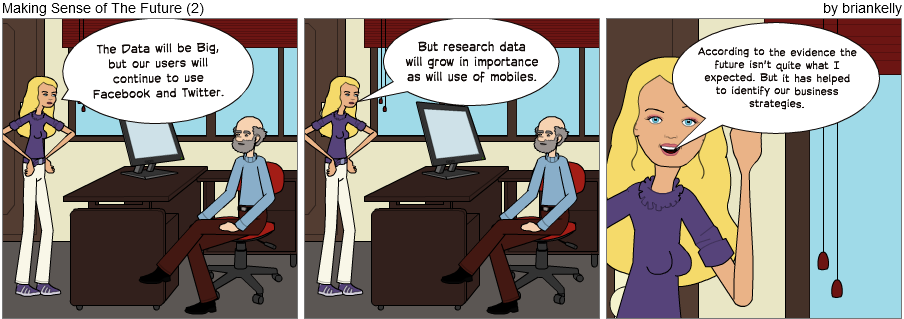 Making Sense of The Future (2)
by briankelly
The Data will be Big,
but our users will
continue to use
Facebook and Twitter.
But research data
will grow in importance
as will use of mobiles.
According to the evidence the
future isn't quite what I
expected. But it has helped
to identify our business
strategies.